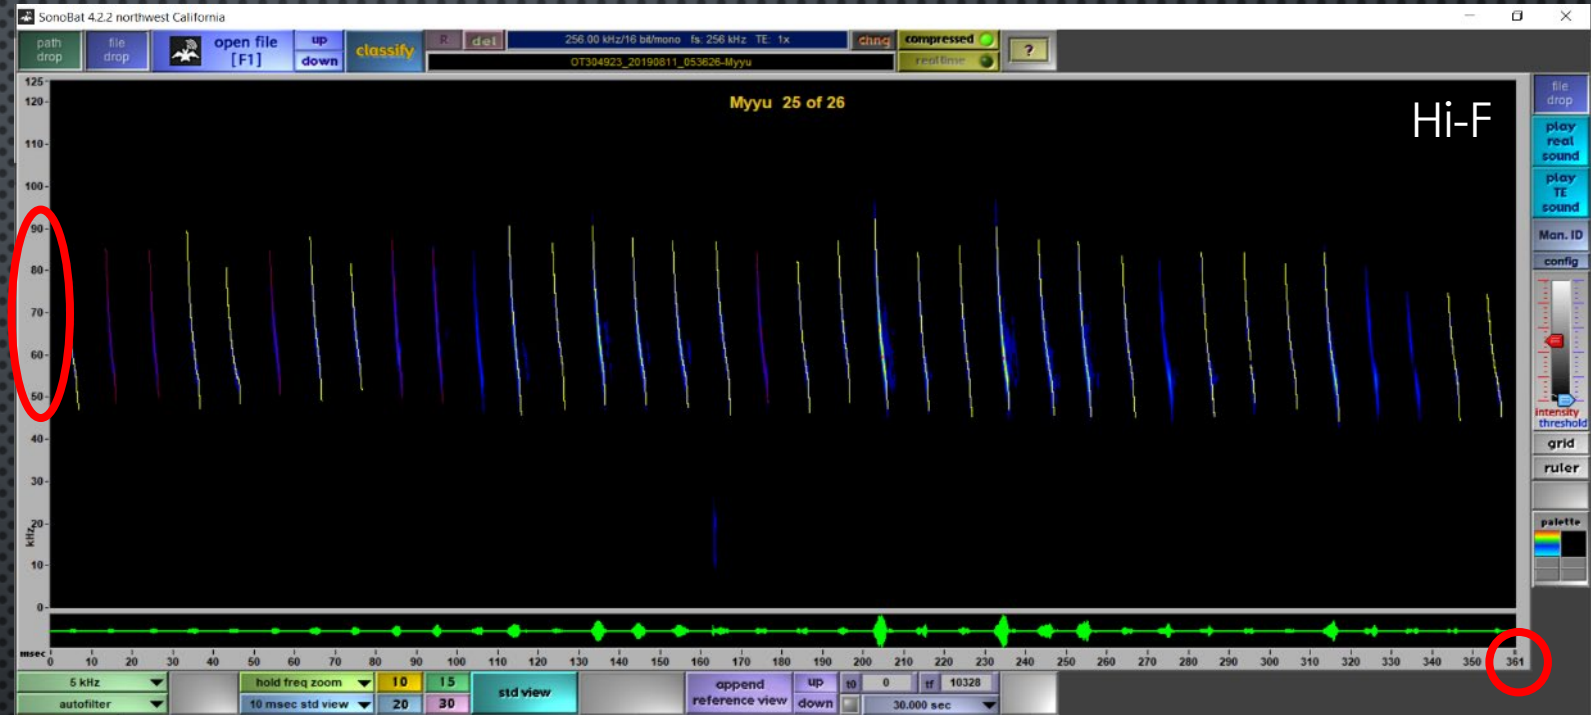 SonoBat 4.2.2 northwest California
path drop
file drop
open file [F1]
up
down
classify
R
del
256.00 kHz/16 bit/mono fs: 256 kHz TE: 1x
OT304923_20190811_053626-Myyu
chng
compressed
realtime
?
Myyu 25 of 26
Hi-F
125
120
110
100
90
80
70
60
50
40
30
20
10
0
kHz
file drop
play real sound
play TE sound
Man. ID
config
intensity
threshold
grid
ruler
palette
msec
0 10 20 30 40 50 60 70 80 90 100 110 120 130 140 150 160 170 180 190 200 210 220 230 240 250 260 270 280 290 300 310 320 330 340 350 361
5 kHz
autofilter
hold freq zoom
10 msec std view
10
15
20
30
std view
append reference view
up
down
t0 0 tf 10328
30.000 sec